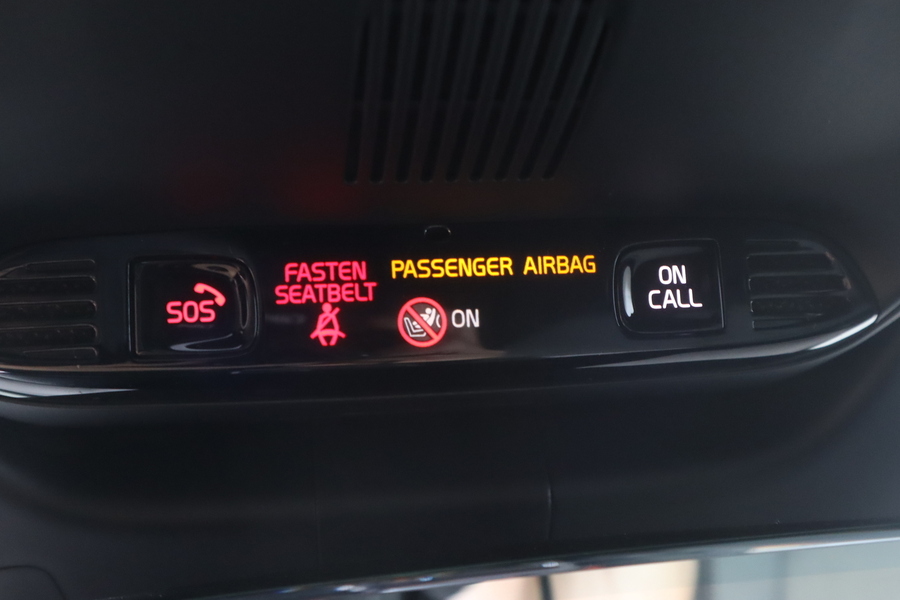 SOS
FASTEN
SEATBELT
PASSENGER AIRBAG
ON
ON
CALL